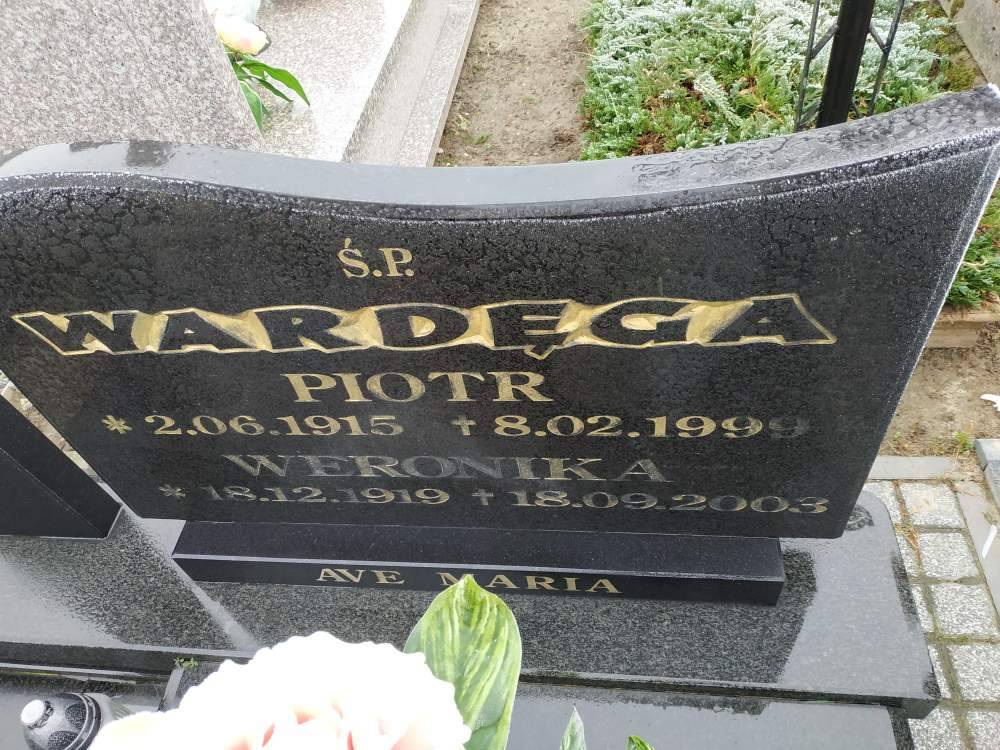 Ś.P.
WARDĘGA
PIOTR
* 2.06.1915 ✝ 8.02.1999
WERONIKA
* 18.12.1919 ✝ 18.09.2003
AVE MARIA